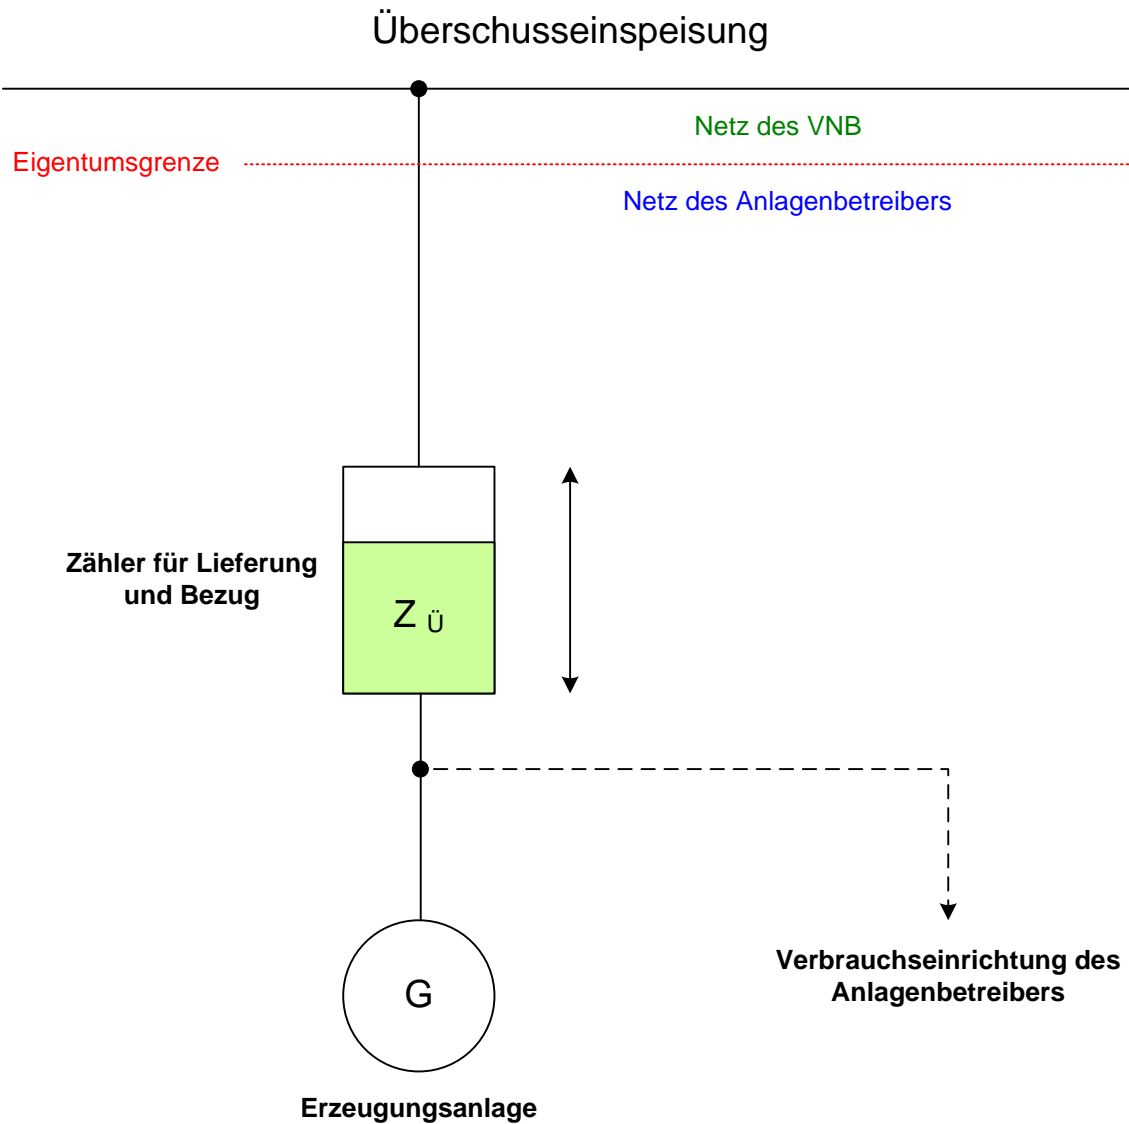 Überschusseinspeisung
Netz des VNB
Eigentumsgrenze
Netz des Anlagenbetreibers
Zähler für Lieferung
und Bezug
Z Ü
Verbrauchseinrichtung des
Anlagenbetreibers
G
Erzeugungsanlage